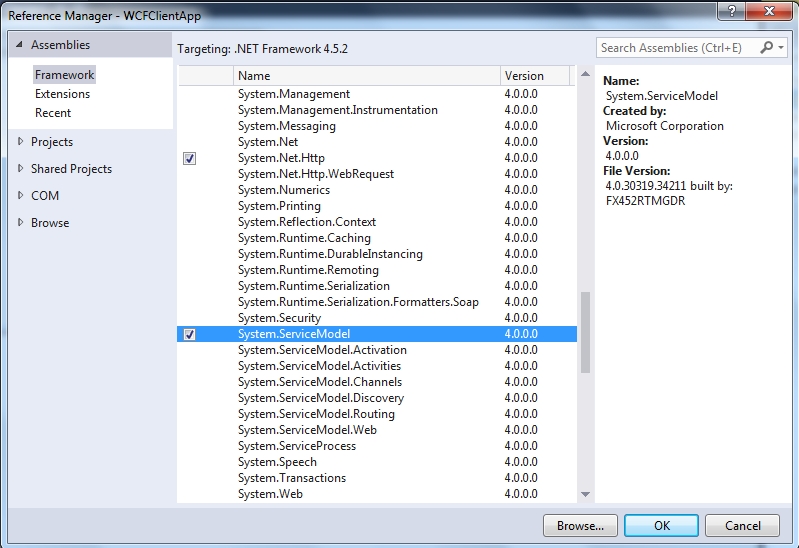 Reference Manager - WCFClientApp
Assemblies
Framework
Extensions
Recent
Projects
Shared Projects
COM
Browse
Targeting: .NET Framework 4.5.2
Search Assemblies (Ctrl+E)
Name Version
System.Management 4.0.0.0
System.Management.Instrumentation 4.0.0.0
System.Messaging 4.0.0.0
System.Net 4.0.0.0
System.Net.Http 4.0.0.0
System.Net.Http.WebRequest 4.0.0.0
System.Numerics 4.0.0.0
System.Printing 4.0.0.0
System.Reflection.Context 4.0.0.0
System.Runtime.Caching 4.0.0.0
System.Runtime.DurableInstancing 4.0.0.0
System.Runtime.Remoting 4.0.0.0
System.Runtime.Serialization 4.0.0.0
System.Runtime.Serialization.Formatters.Soap 4.0.0.0
System.Security 4.0.0.0
System.ServiceModel 4.0.0.0
System.ServiceModel.Activation 4.0.0.0
System.ServiceModel.Activities 4.0.0.0
System.ServiceModel.Channels 4.0.0.0
System.ServiceModel.Discovery 4.0.0.0
System.ServiceModel.Routing 4.0.0.0
System.ServiceModel.Web 4.0.0.0
System.ServiceProcess 4.0.0.0
System.Speech 4.0.0.0
System.Transactions 4.0.0.0
System.Web 4.0.0.0
Name:
System.ServiceModel
Created by:
Microsoft Corporation
Version:
4.0.0.0
File Version:
4.0.30319.34211 built by:
FX452RTMGDR
Browse... OK Cancel